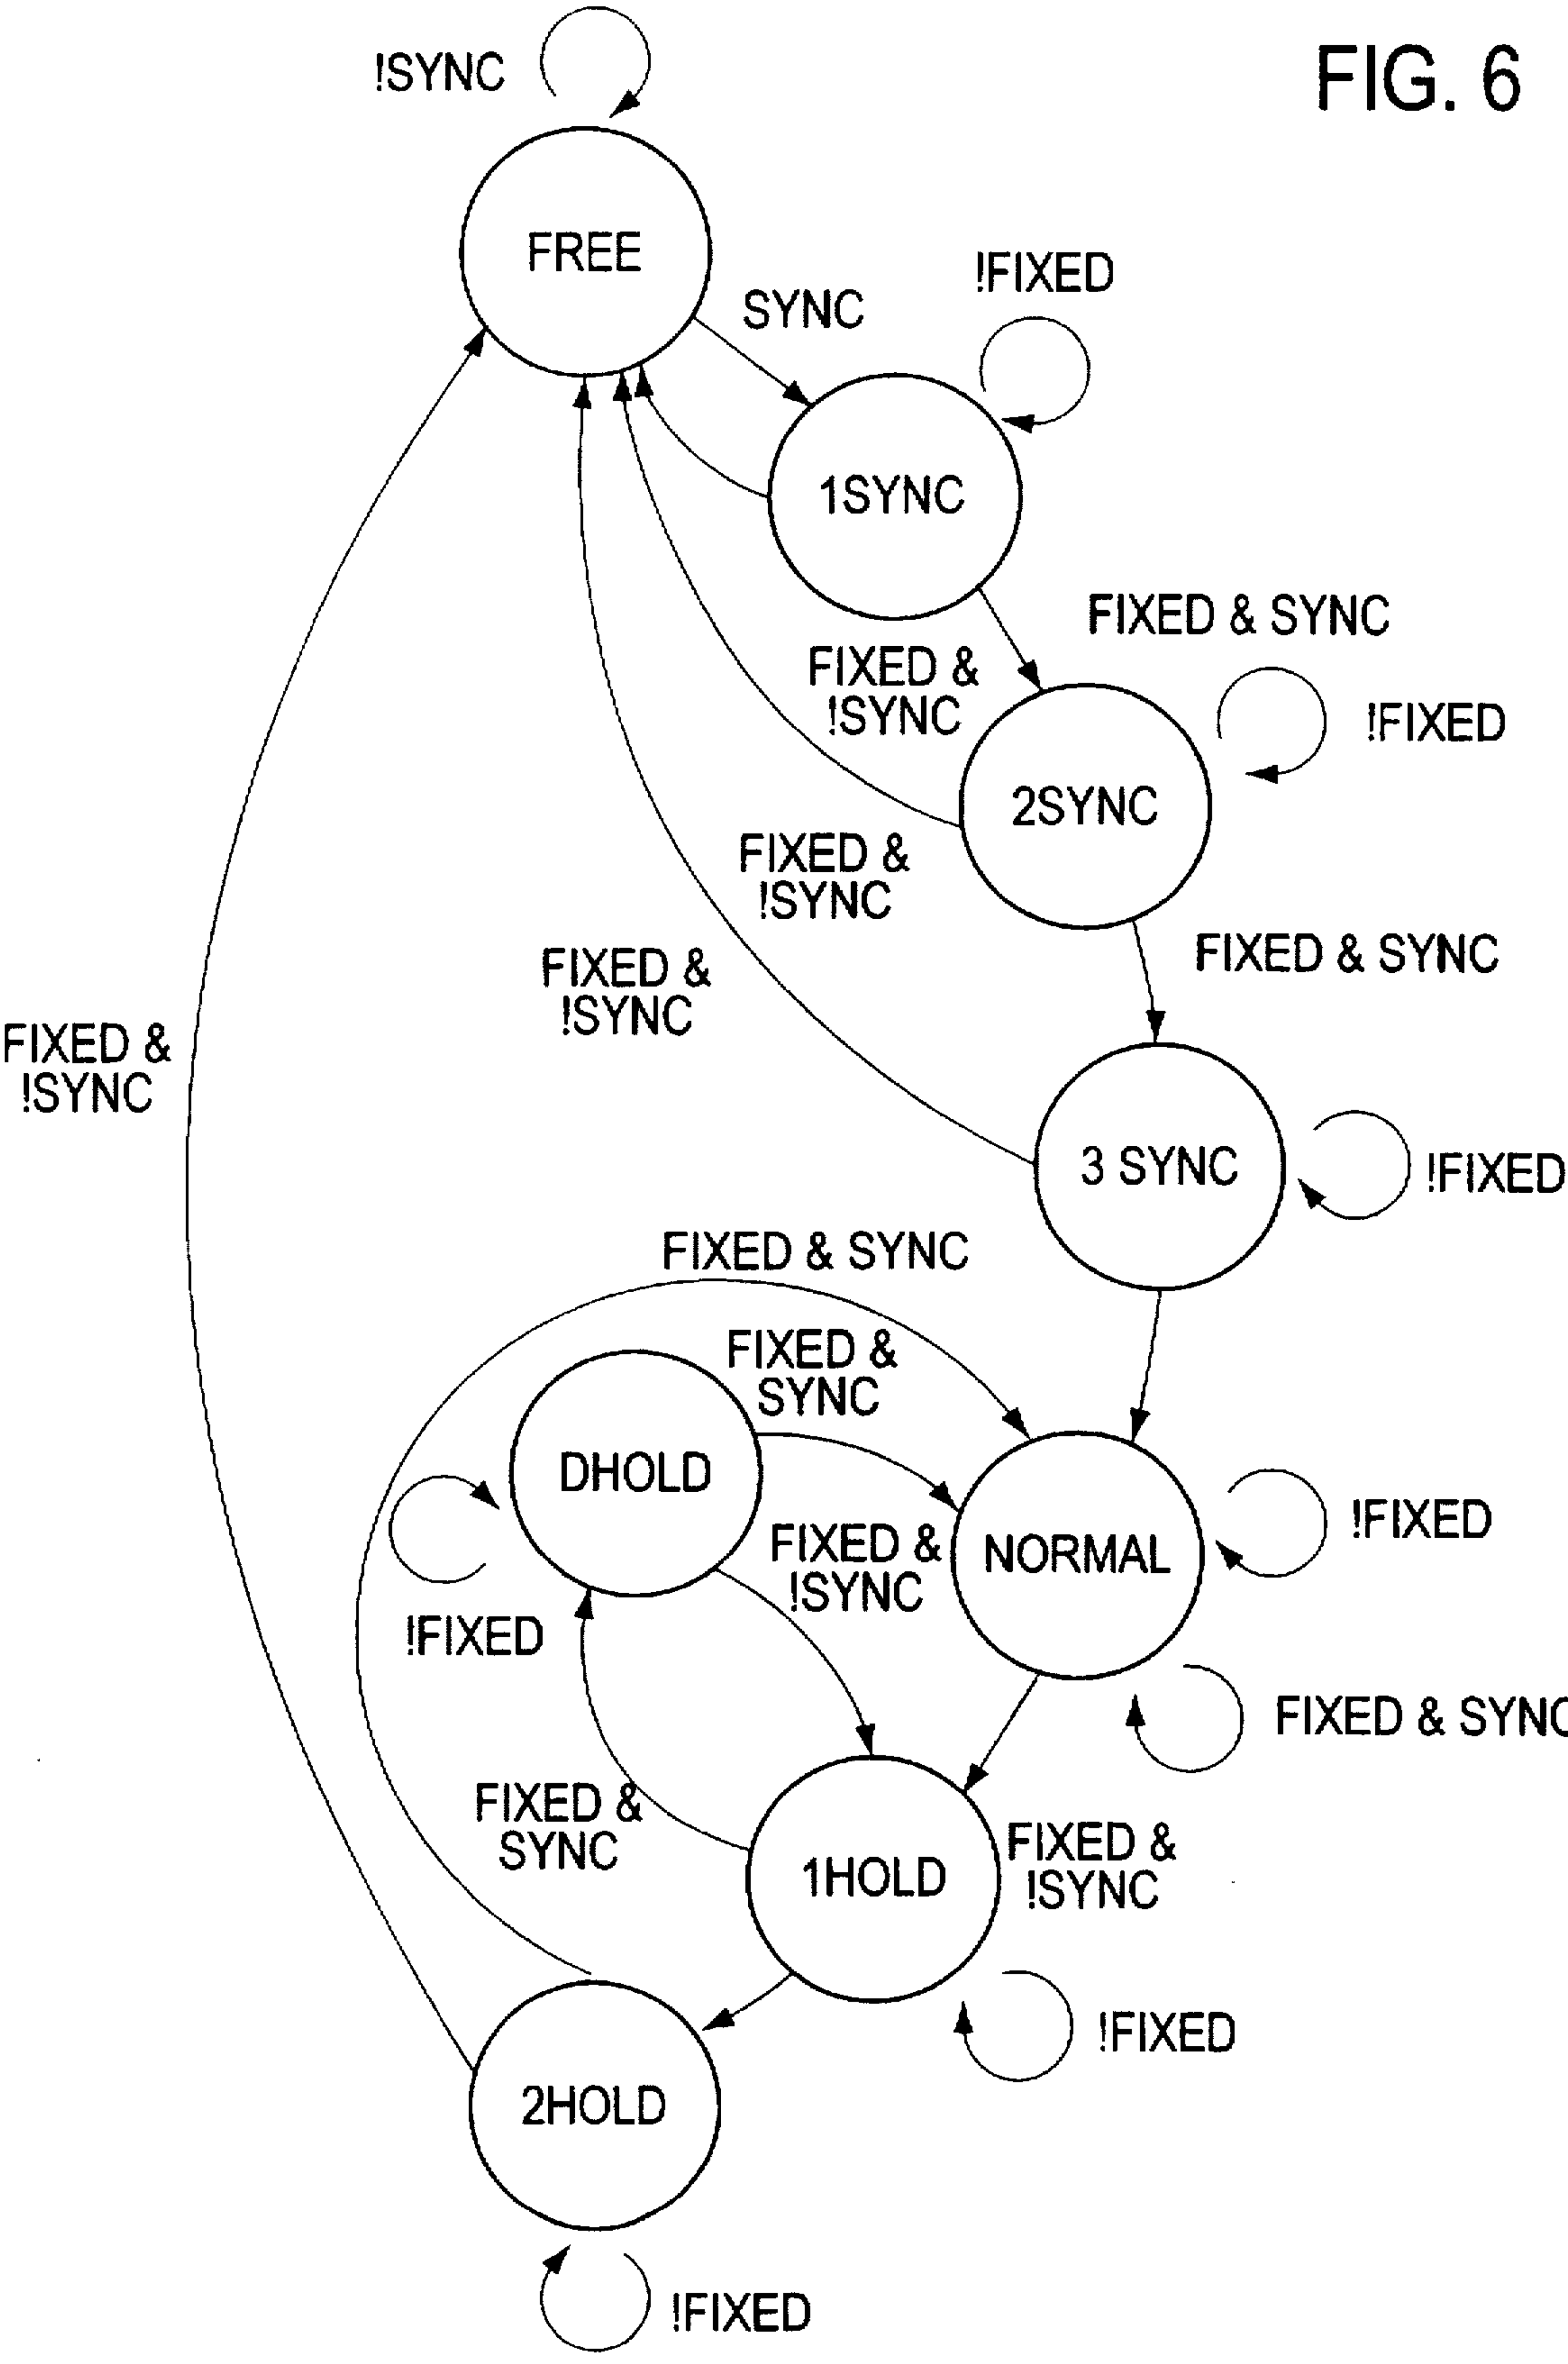 FIG. 6
!SYNC
FREE
!FIXED
SYNC
1SYNC
FIXED & SYNC
FIXED &
!SYNC
!FIXED
2SYNC
FIXED &
!SYNC
FIXED & SYNC
FIXED &
!SYNC
FIXED &
!SYNC
3 SYNC
!FIXED
FIXED & SYNC
FIXED &
SYNC
DHOLD
!FIXED
FIXED &
!SYNC
NORMAL
!FIXED
FIXED & SYNC
FIXED &
SYNC
FIXED &
!SYNC
1HOLD
!FIXED
2HOLD
!FIXED